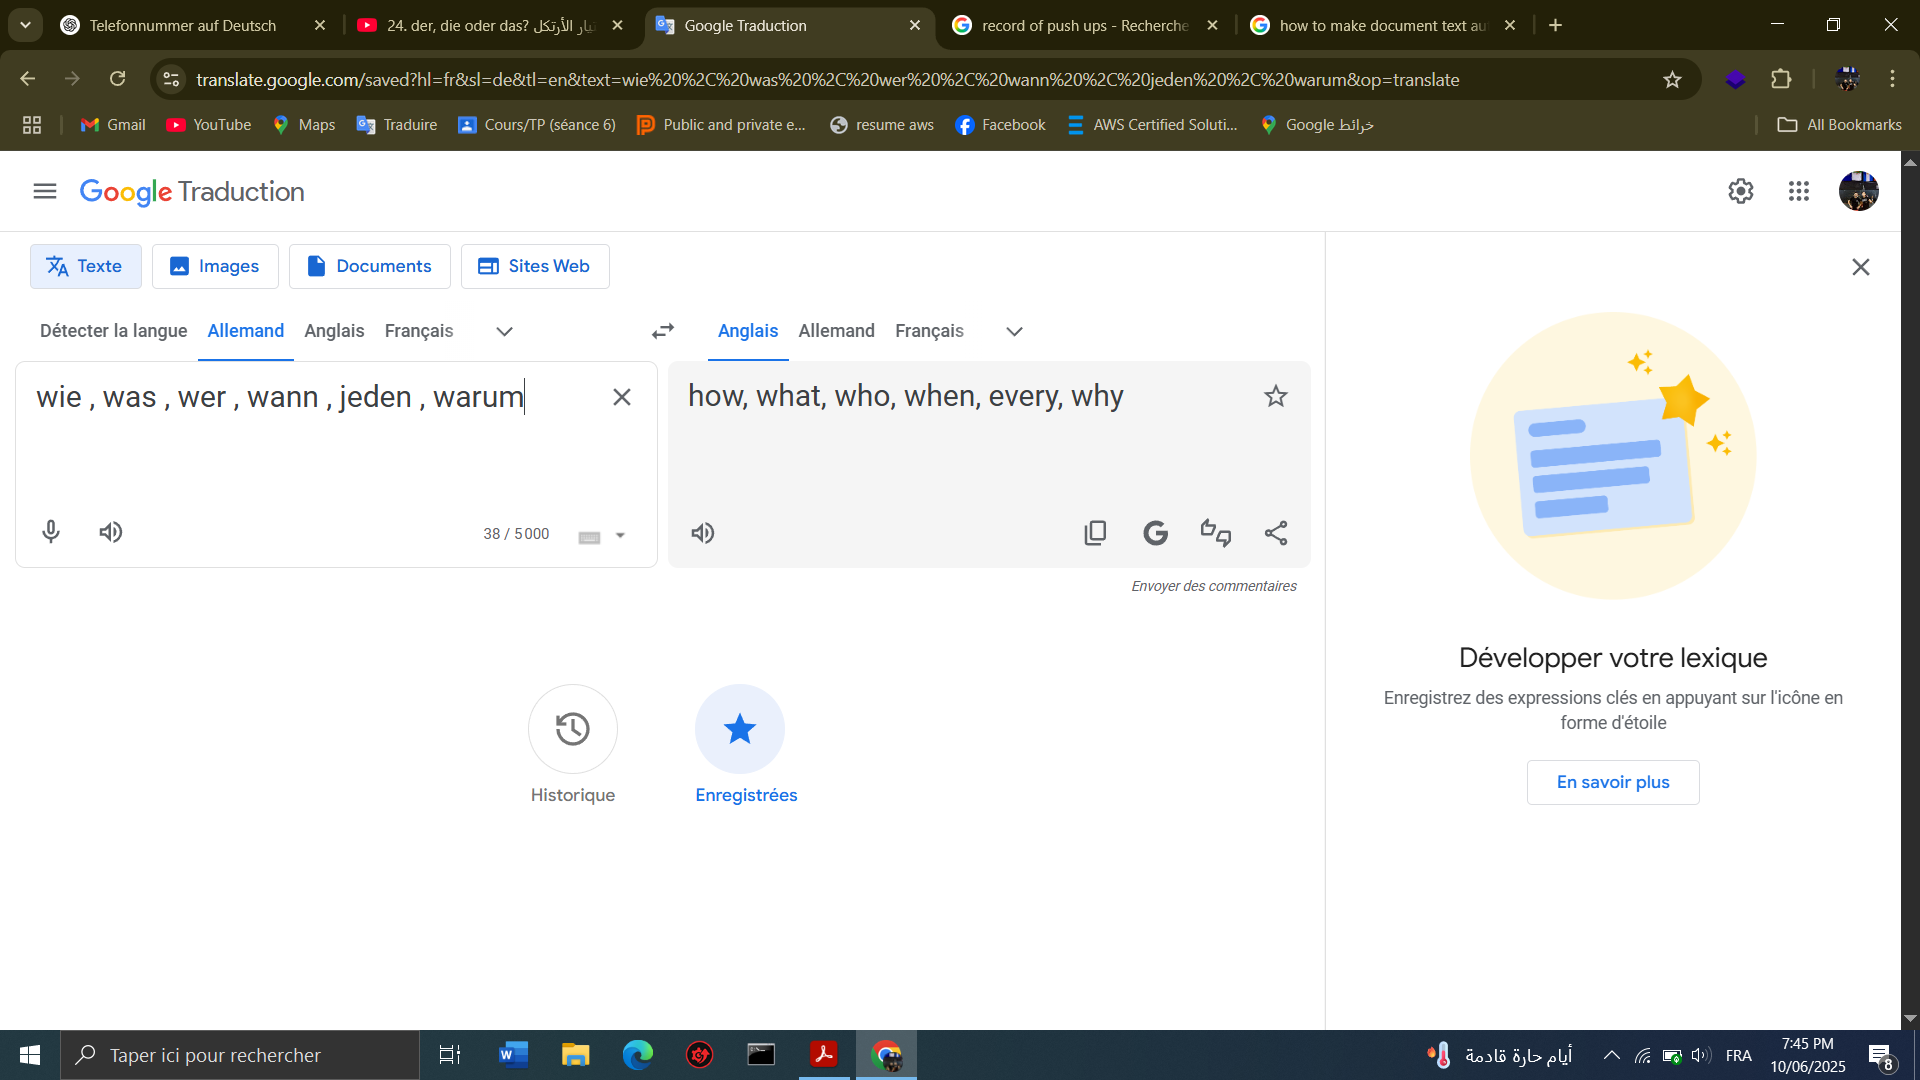 Telefonnummer auf Deutsch
24. der, die oder das? اختيار الأرتكل
Google Traduction
record of push ups - Recherche
how to make document text au
translate.google.com/saved?hl=fr&sl=de&tl=en&text=wie%20%2C%20was%20%2C%20wer%20%2C%20wann%20%2C%20jeden%20%2C%20warum&op=translate
Gmail
YouTube
Maps
Traduire
Cours/TP (séance 6)
Public and private e...
resume aws
Facebook
AWS Certified Soluti...
Google خرائط
All Bookmarks
Google Traduction
Texte
Images
Documents
Sites Web
Détecter la langue
Allemand
Anglais
Français
Anglais
Allemand
Français
wie , was , wer , wann , jeden , warum
how, what, who, when, every, why
38 / 5 000
Envoyer des commentaires
Historique
Enregistrées
Développer votre lexique
Enregistrez des expressions clés en appuyant sur l'icône en
forme d'étoile
En savoir plus
Taper ici pour rechercher
أيام حارة قادمة
FRA
7:45 PM
10/06/2025
8